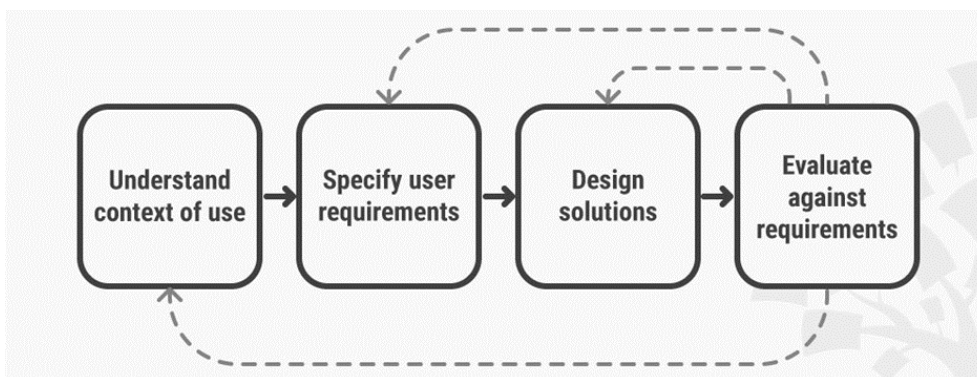 Understand
context of use
Specify user
requirements
Design
solutions
Evaluate
against
requirements